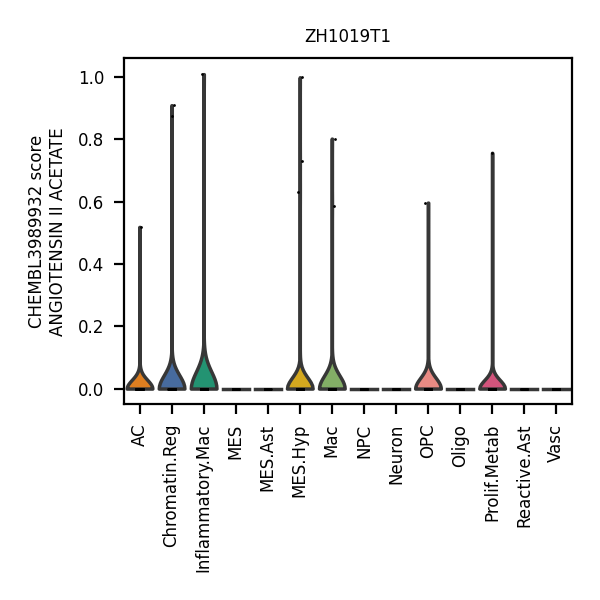 ZH1019T1
CHEMBL3989932 score
ANGIOTENSIN II ACETATE
1.0
0.8
0.6
0.4
0.2
0.0
AC
Chromatin.Reg
Inflammatory.Mac
MES
MES.Ast
MES.Hyp
Mac
NPC
Neuron
OPC
Oligo
Prolif.Metab
Reactive.Ast
Vasc